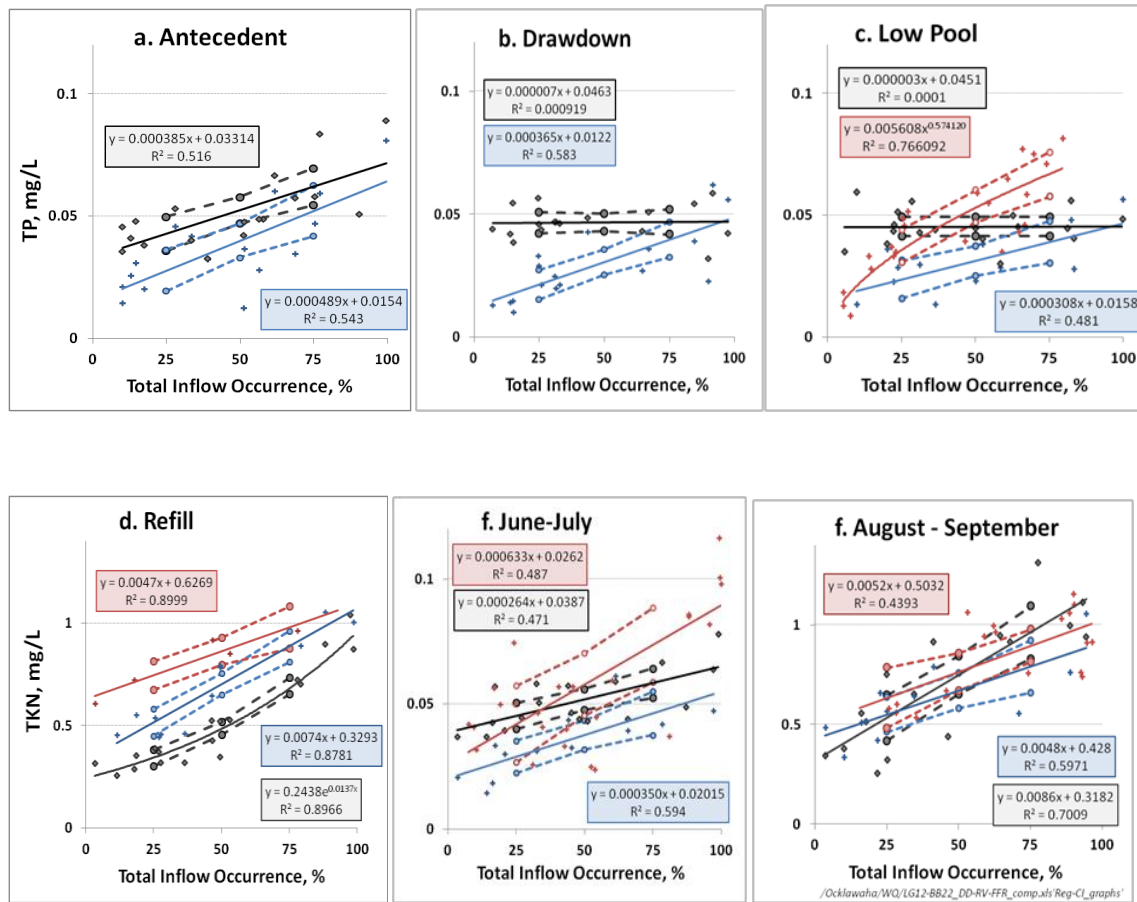 a. Antecedent
0.1
y = 0.000385x + 0.03314
R² = 0.516
TP, mg/L
0.05
y = 0.000489x + 0.0154
R² = 0.543
0
0 25 50 75 100
Total Inflow Occurrence, %
b. Drawdown
0.1
y = 0.000007x + 0.0463
R² = 0.000919
y = 0.000365x + 0.0122
R² = 0.583
0.05
0
0 25 50 75 100
Total Inflow Occurrence, %
c. Low Pool
0.1
y = 0.000003x + 0.0451
R² = 0.0001
y = 0.005608x^0.574120
R² = 0.766092
0.05
y = 0.000308x + 0.0158
R² = 0.481
0
0 25 50 75 100
Total Inflow Occurrence, %
d. Refill
y = 0.0047x + 0.6269
R² = 0.8999
1
TKN, mg/L
0.5
y = 0.0074x + 0.3293
R² = 0.8781
y = 0.2438e^0.0137x
R² = 0.8966
0
0 25 50 75 100
Total Inflow Occurrence, %
f. June-July
y = 0.000633x + 0.0262
R² = 0.487
0.1
y = 0.000264x + 0.0387
R² = 0.471
0.05
y = 0.000350x + 0.02015
R² = 0.594
0
0 25 50 75 100
Total Inflow Occurrence, %
f. August - September
y = 0.0052x + 0.5032
R² = 0.4393
1
0.5
y = 0.0048x + 0.428
R² = 0.5971
y = 0.0086x + 0.3182
R² = 0.7009
0
0 25 50 75 100
Total Inflow Occurrence, %
/Ocklawaha/WQ/LG12-BB22_DD-RV-FFR_comp.xls'Reg-CI_graphs'